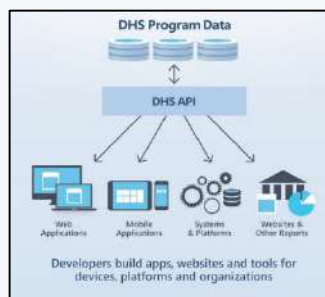 DHS Program Data
DHS API
Web
Applications
Mobile
Applications
Systems
& Platforms
Websites &
Other Reports
Developers build apps, websites and tools for
devices, platforms and organizations